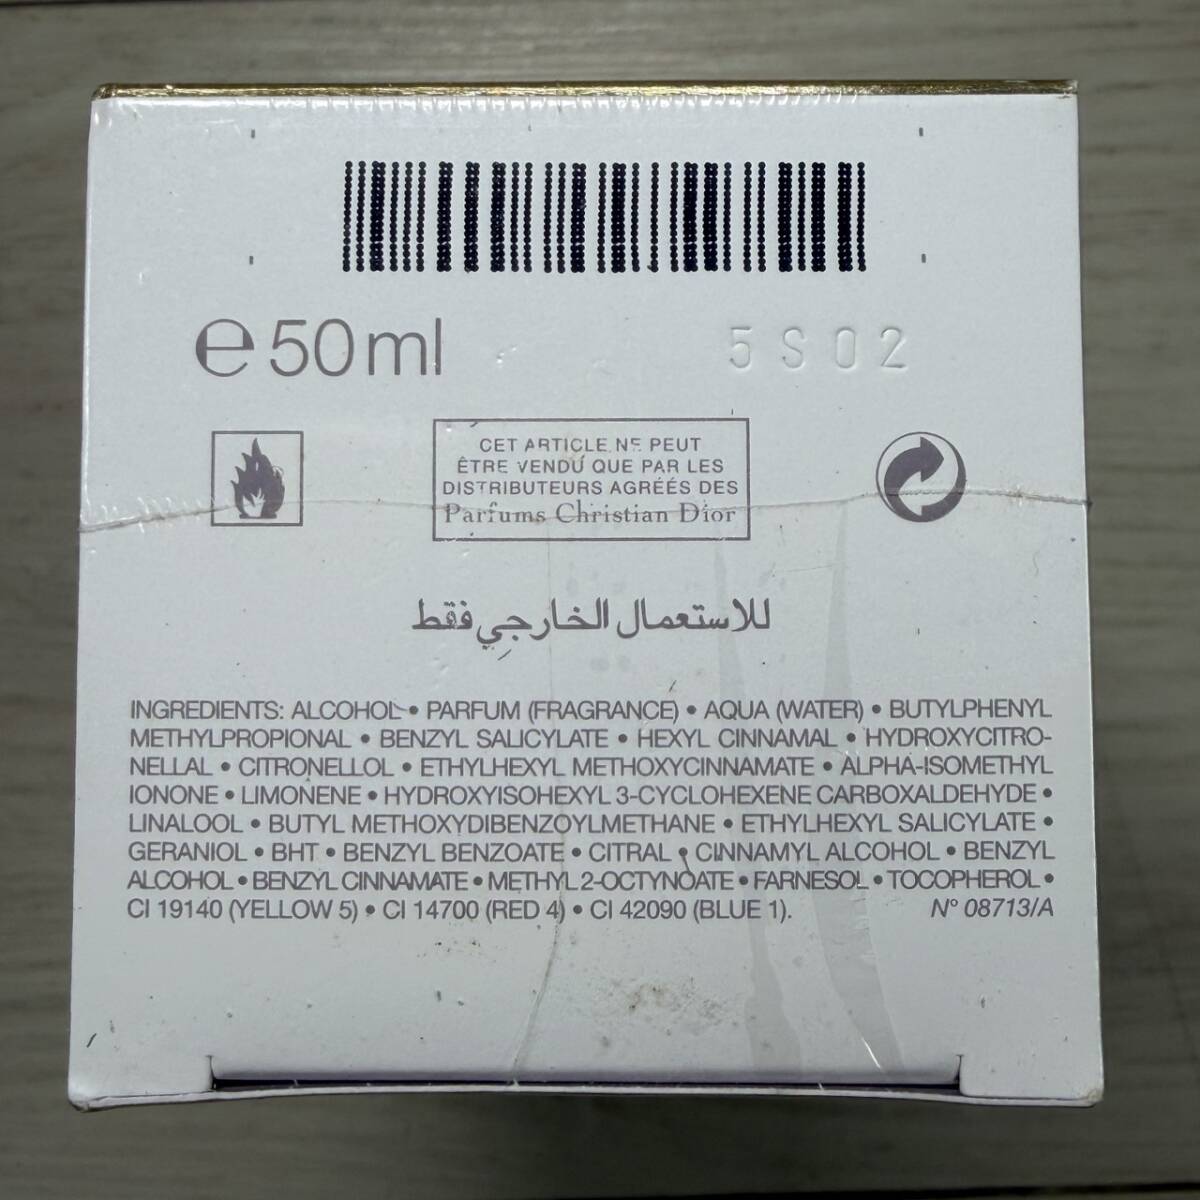 ℮ 50 ml
5S02
CET ARTICLE NE PEUT
ÊTRE VENDU QUE PAR LES
DISTRIBUTEURS AGRÉÉS DES
Parfums Christian Dior
للاستعمال الخارجي فقط
INGREDIENTS: ALCOHOL • PARFUM (FRAGRANCE) • AQUA (WATER) • BUTYLPHENYL
METHYLPROPIONAL • BENZYL SALICYLATE • HEXYL CINNAMAL • HYDROXYCITRO-
NELLAL • CITRONELLOL • ETHYLHEXYL METHOXYCINNAMATE • ALPHA-ISOMETHYL
IONONE • LIMONENE • HYDROXYISOHEXYL 3-CYCLOHEXENE CARBOXALDEHYDE •
LINALOOL • BUTYL METHOXYDIBENZOYLMETHANE • ETHYLHEXYL SALICYLATE •
GERANIOL • BHT • BENZYL BENZOATE • CITRAL • CINNAMYL ALCOHOL • BENZYL
ALCOHOL • BENZYL CINNAMATE • METHYL 2-OCTYNOATE • FARNESOL • TOCOPHEROL •
CI 19140 (YELLOW 5) • CI 14700 (RED 4) • CI 42090 (BLUE 1). N° 08713/A